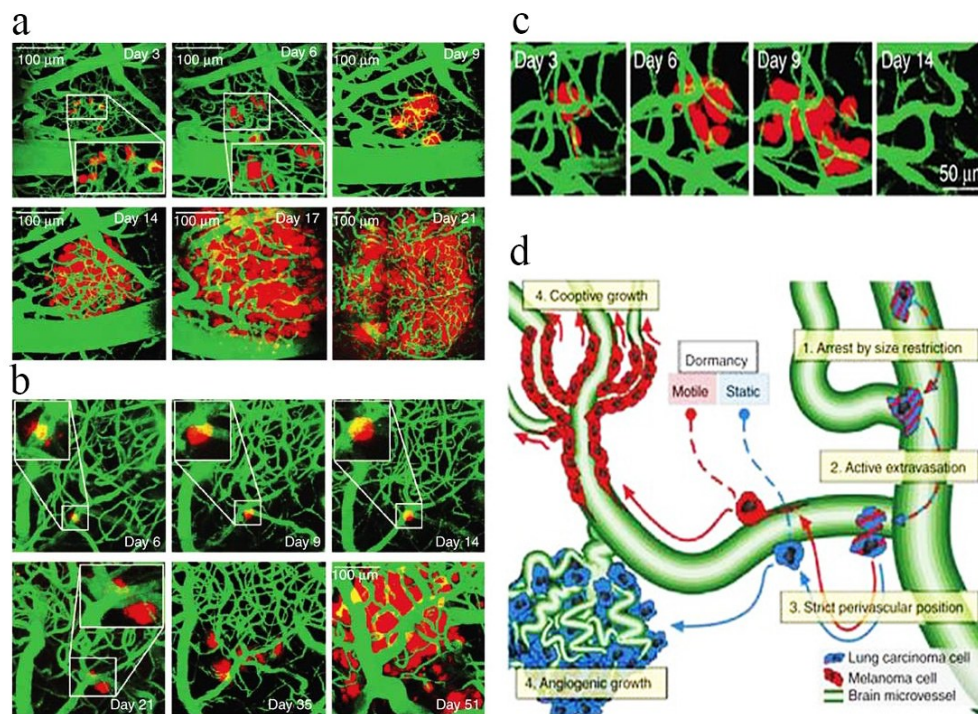 a
100 μm Day 3
100 μm Day 6
100 μm Day 9
100 μm Day 14
100 μm Day 17
100 μm Day 21
b
Day 6
Day 9
Day 14
Day 21
Day 35
100 μm
Day 51
c
Day 3
Day 6
Day 9
Day 14
50 μm
d
4. Cooptive growth
Dormancy
Motile Static
1. Arrest by size restriction
2. Active extravasation
3. Strict perivascular position
4, Angiogenic growth
Lung carcinoma cell
Melanoma cell
Brain microvessel